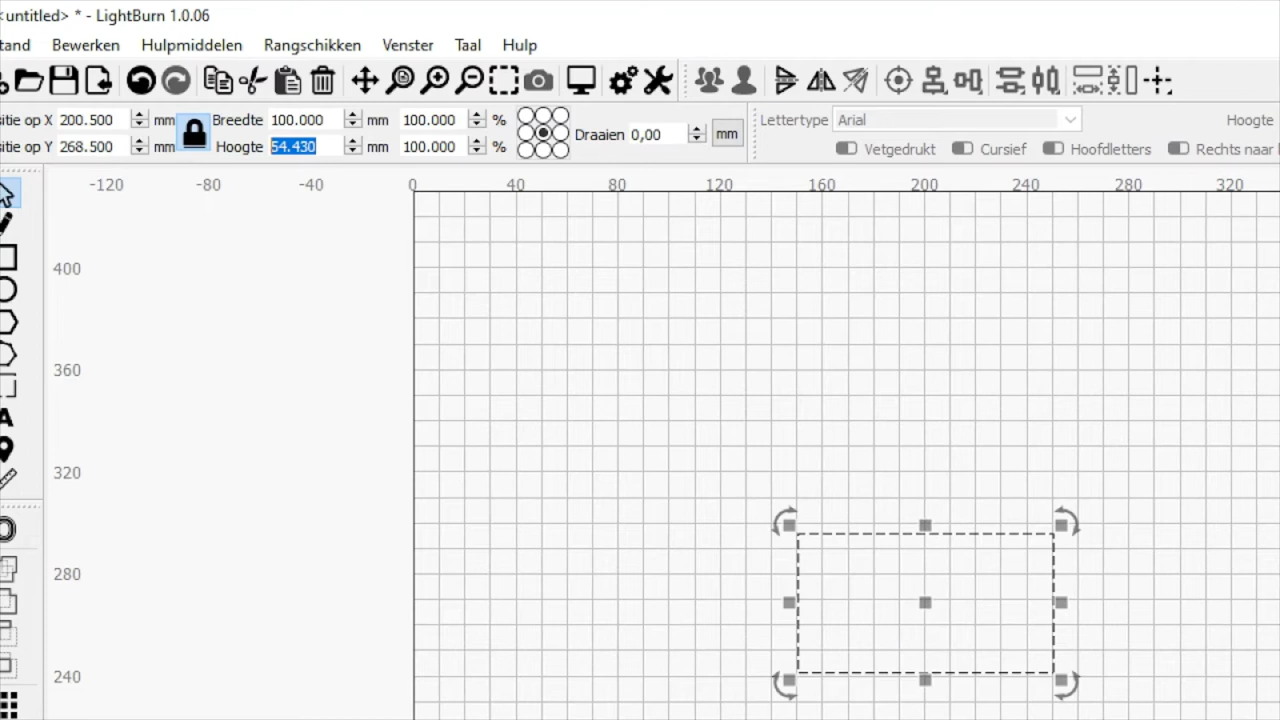 <untitled> * - LightBurn 1.0.06
tand Bewerken Hulpmiddelen Rangschikken Venster Taal Hulp
sitie op X 200.500 mm Breedte 100.000 mm 100.000 % Lettertype Arial Hoogte
sitie op Y 268.500 mm Hoogte 54.430 mm 100.000 % Draaien 0,00 mm Vetgedrukt Cursief Hoofdletters Rechts naar
-120 -80 -40 0 40 80 120 160 200 240 280 320
400
360
320
280
240